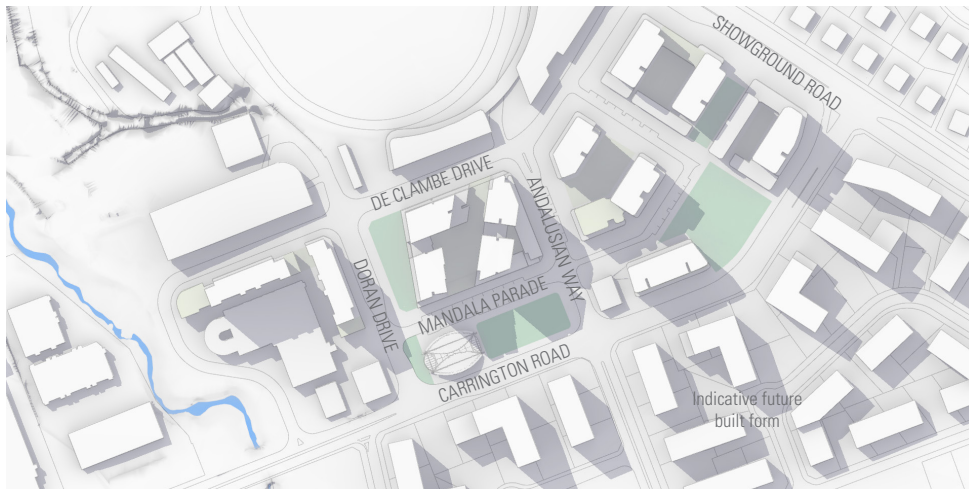 SHOWGROUND ROAD
DE CLAMBE DRIVE
ANDALUSIAN WAY
DORAN DRIVE
MANDALA PARADE
CARRINGTON ROAD
Indicative future
built form